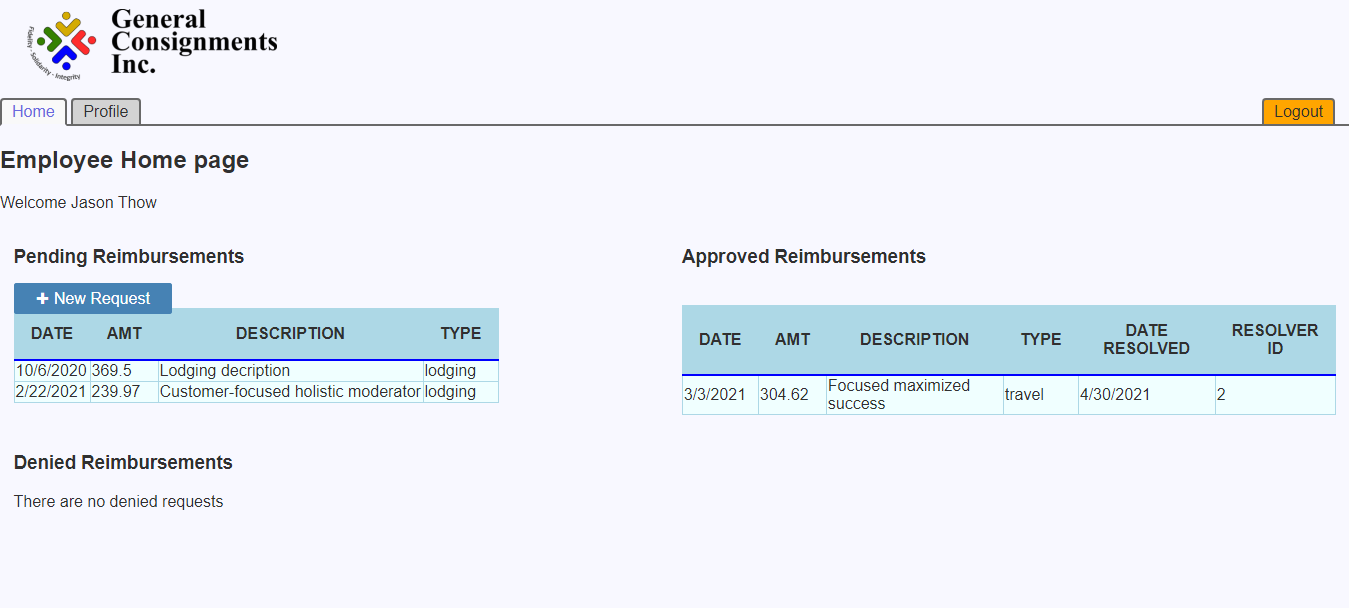 Fidelity - Solidarity - Integrity
General
Consignments
Inc.
Home Profile Logout
Employee Home page
Welcome Jason Thow
Pending Reimbursements
+ New Request
DATE AMT DESCRIPTION TYPE
10/6/2020 369.5 Lodging decription lodging
2/22/2021 239.97 Customer-focused holistic moderator lodging
Approved Reimbursements
DATE AMT DESCRIPTION TYPE DATE RESOLVED RESOLVER ID
3/3/2021 304.62 Focused maximized success travel 4/30/2021 2
Denied Reimbursements
There are no denied requests